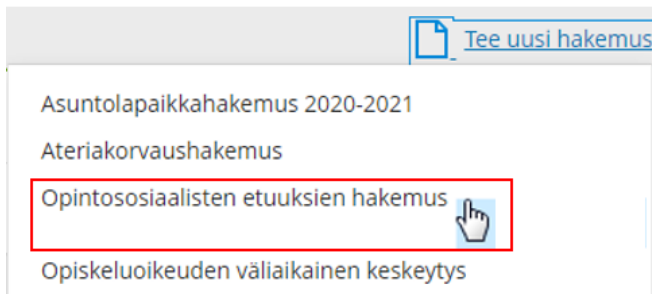 Tee uusi hakemus
Asuntolapaikkahakemus 2020-2021
Ateriakorvaushakemus
Opintososiaalisten etuuksien hakemus
Opiskeluoikeuden väliaikainen keskeytys